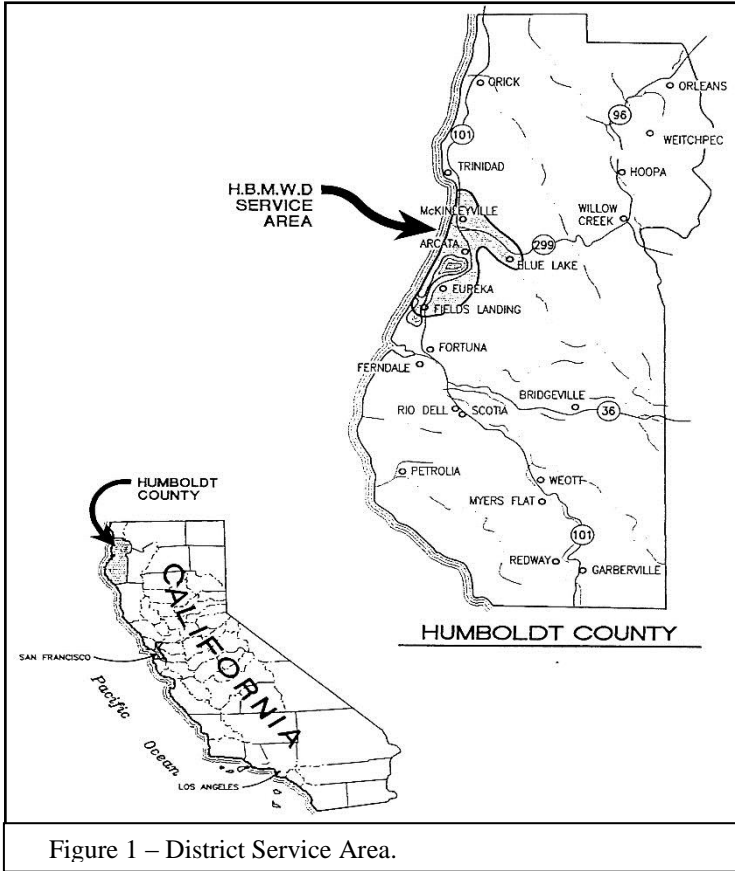 ORICK
ORLEANS
96
WEITCHPEC
101
TRINIDAD
HOOPA
H.B.M.W.D
SERVICE
AREA
McKINLEYVILLE
WILLOW
CREEK
299
ARCATA
BLUE LAKE
EUREKA
FIELDS LANDING
FORTUNA
FERNDALE
BRIDGEVILLE
36
RIO DELL
SCOTIA
PETROLIA
WEOTT
MYERS FLAT
101
REDWAY
GARBERVILLE
HUMBOLDT COUNTY
HUMBOLDT
COUNTY
CALIFORNIA
SAN FRANCISCO
Pacific
Ocean
LOS ANGELES
Figure 1 – District Service Area.